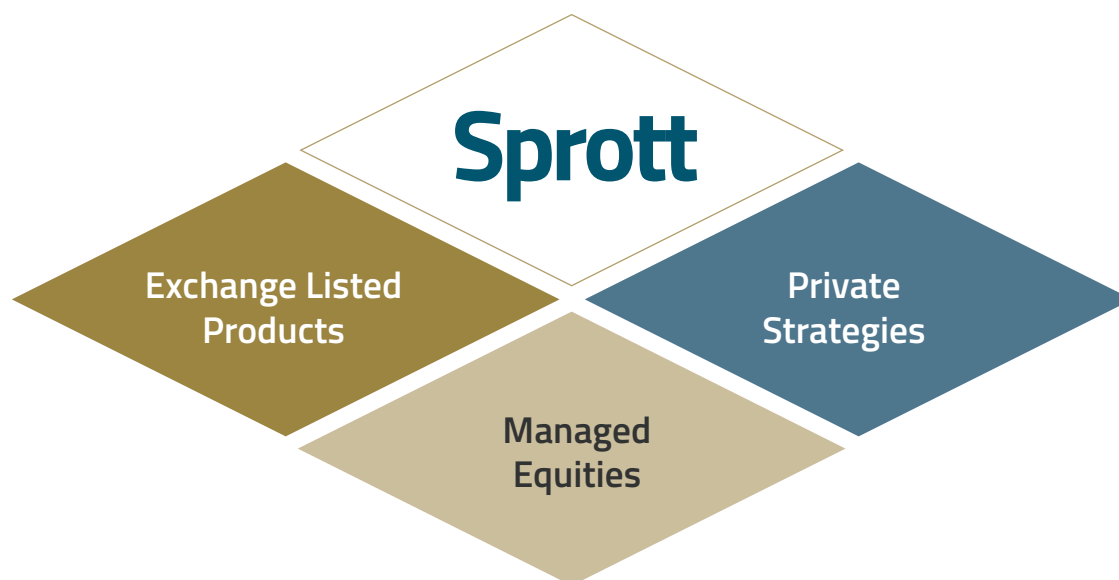 Sprott
Exchange Listed
Products
Private
Strategies
Managed
Equities